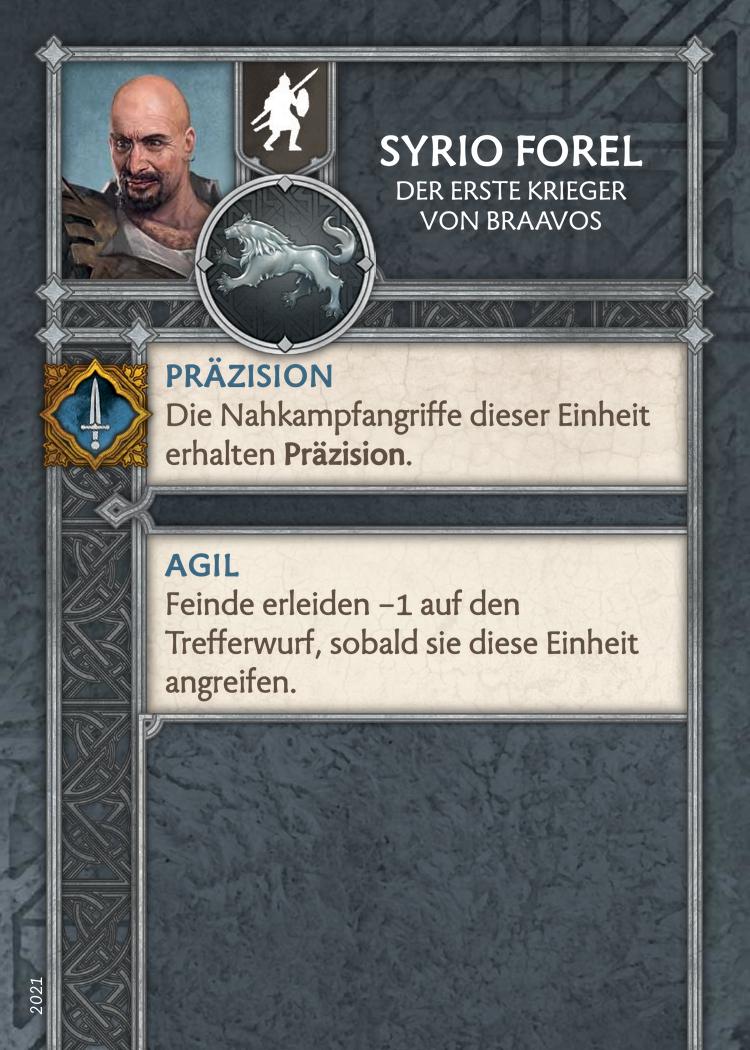 SYRIO FOREL
DER ERSTE KRIEGER
VON BRAAVOS
PRÄZISION
Die Nahkampfangriffe dieser Einheit
erhalten Präzision.
AGIL
Feinde erleiden −1 auf den
Trefferwurf, sobald sie diese Einheit
angreifen.
2021